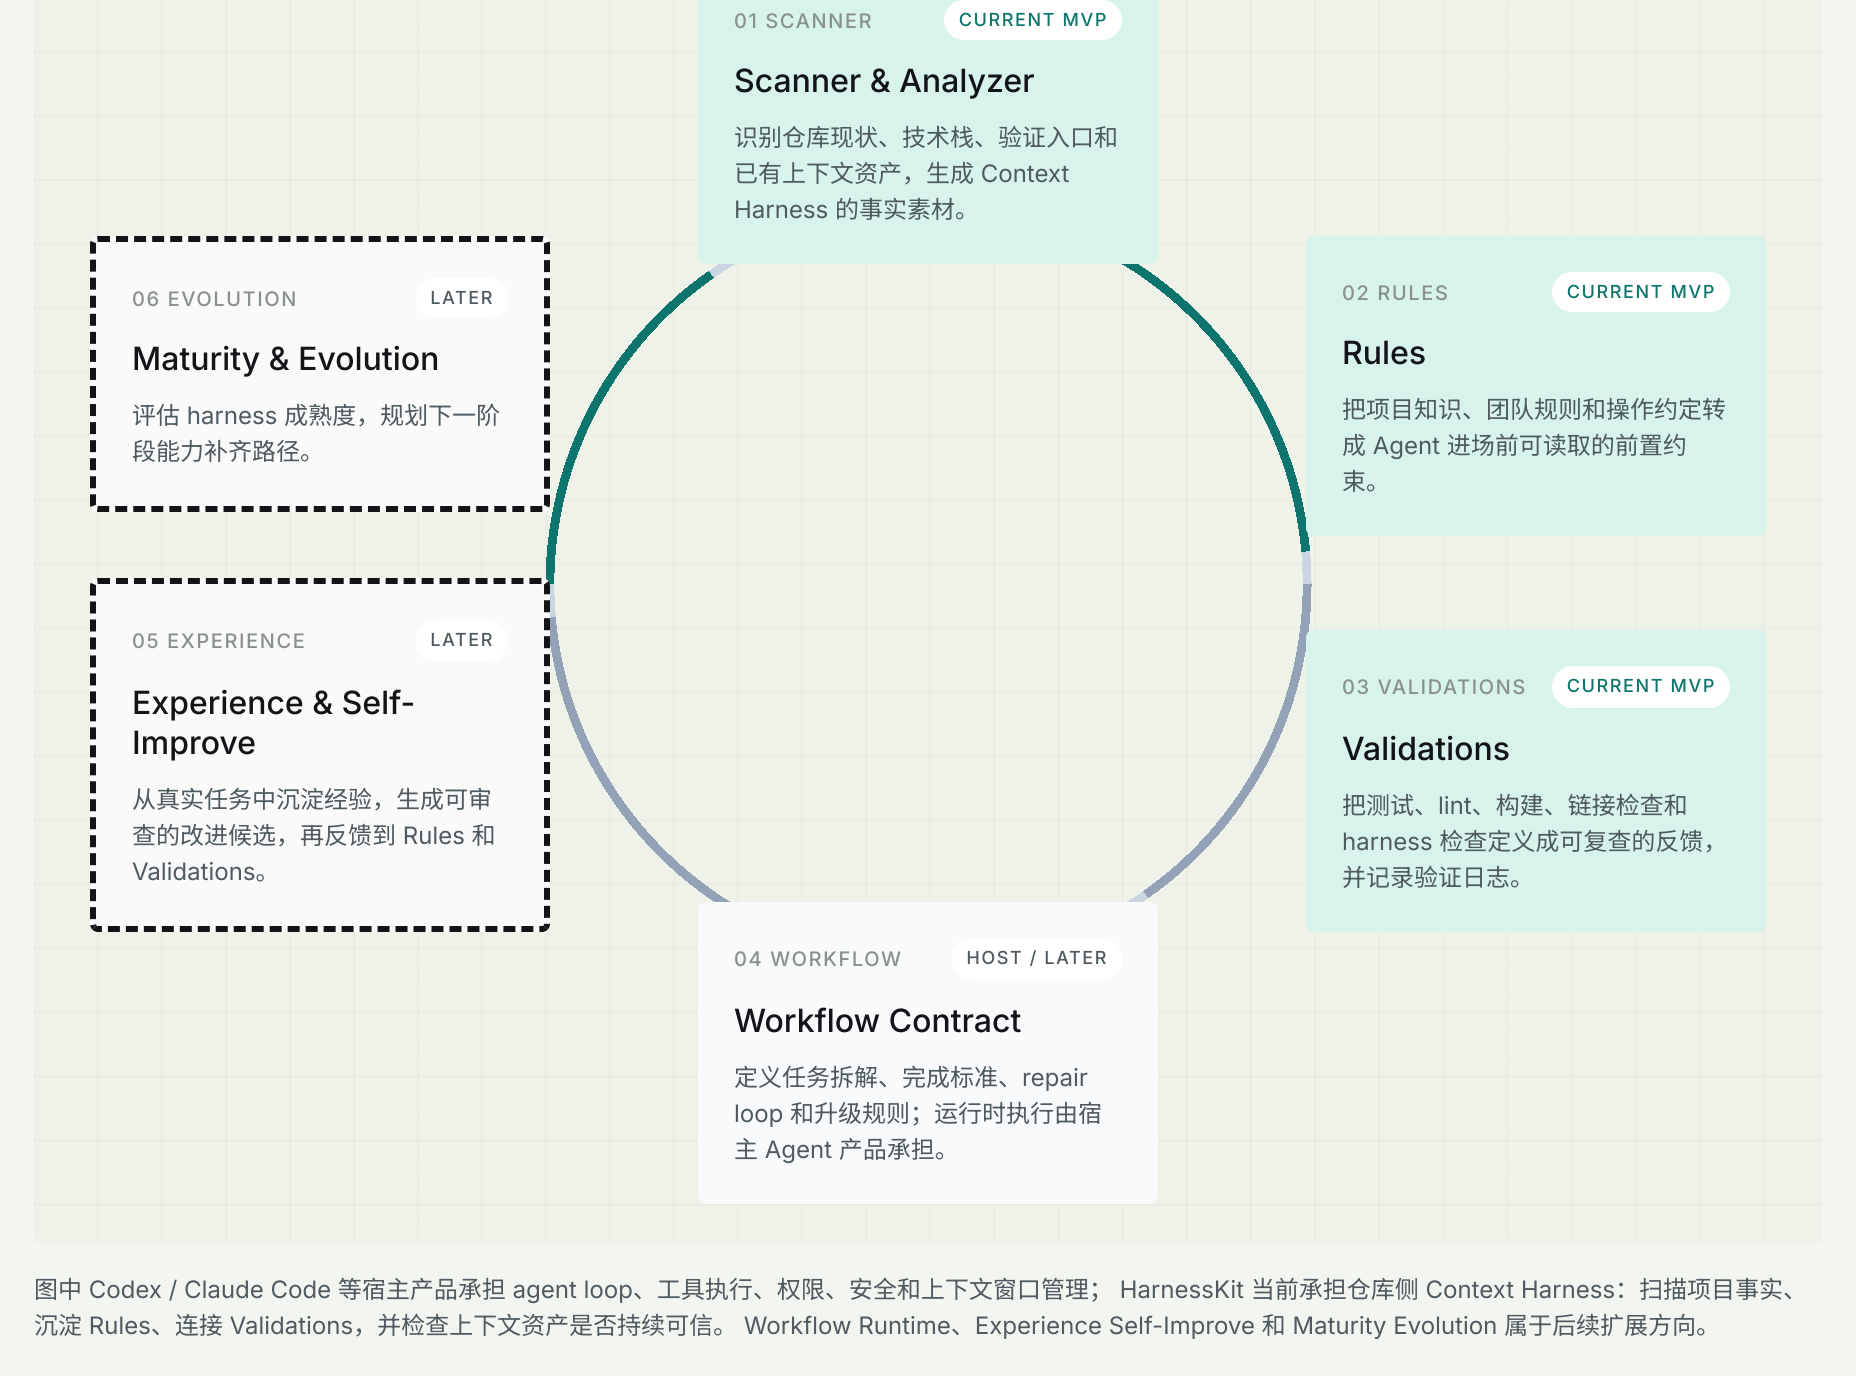 01 SCANNER
CURRENT MVP
Scanner & Analyzer
识别仓库现状、技术栈、验证入口和
已有上下文资产，生成 Context
Harness 的事实素材。
02 RULES
CURRENT MVP
Rules
把项目知识、团队规则和操作约定转
成 Agent 进场前可读取的前置约
束。
03 VALIDATIONS
CURRENT MVP
Validations
把测试、lint、构建、链接检查和
harness 检查定义成可复查的反馈，
并记录验证日志。
04 WORKFLOW
HOST / LATER
Workflow Contract
定义任务拆解、完成标准、repair
loop 和升级规则；运行时执行由宿
主 Agent 产品承担。
05 EXPERIENCE
LATER
Experience & Self-
Improve
从真实任务中沉淀经验，生成可审
查的改进候选，再反馈到 Rules 和
Validations。
06 EVOLUTION
LATER
Maturity & Evolution
评估 harness 成熟度，规划下一阶
段能力补齐路径。
图中 Codex / Claude Code 等宿主产品承担 agent loop、工具执行、权限、安全和上下文窗口管理； HarnessKit 当前承担仓库侧 Context Harness：扫描项目事实、
沉淀 Rules、连接 Validations，并检查上下文资产是否持续可信。 Workflow Runtime、Experience Self-Improve 和 Maturity Evolution 属于后续扩展方向。